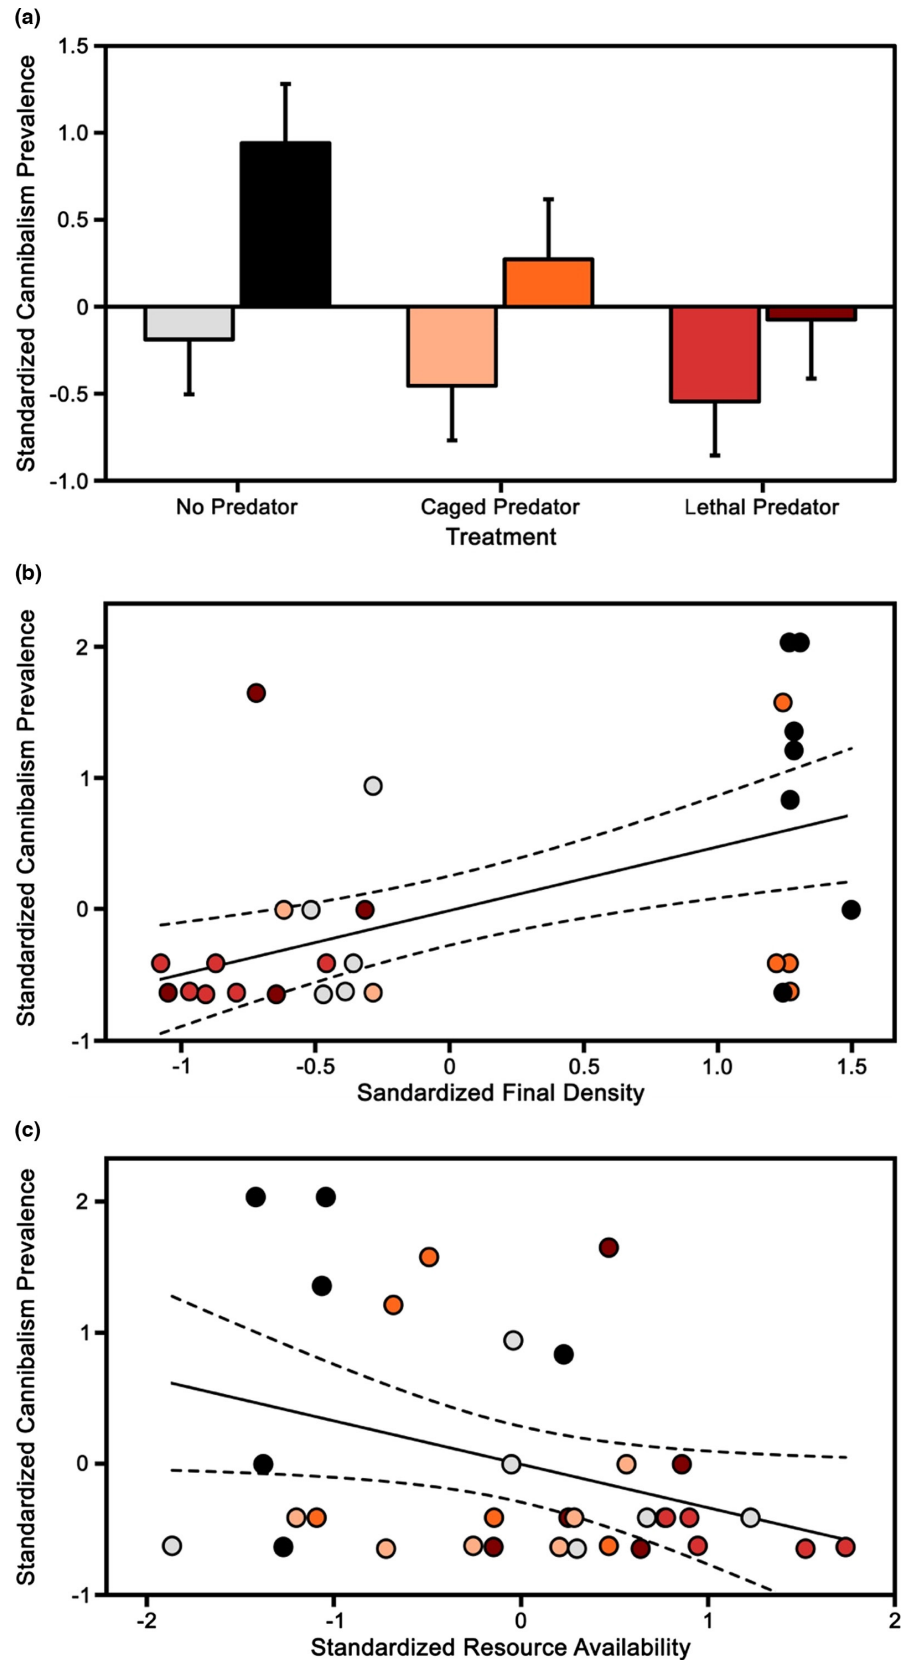 (a)
Standardized Cannibalism Prevalence
1.5
1.0
0.5
0
-0.5
-1.0
No Predator Caged Predator Lethal Predator
Treatment
(b)
Standardized Cannibalism Prevalence
2
1
0
-1
-1 -0.5 0 0.5 1.0 1.5
Sandardized Final Density
(c)
Standardized Cannibalism Prevalence
2
1
0
-1
-2 -1 0 1 2
Standardized Resource Availability